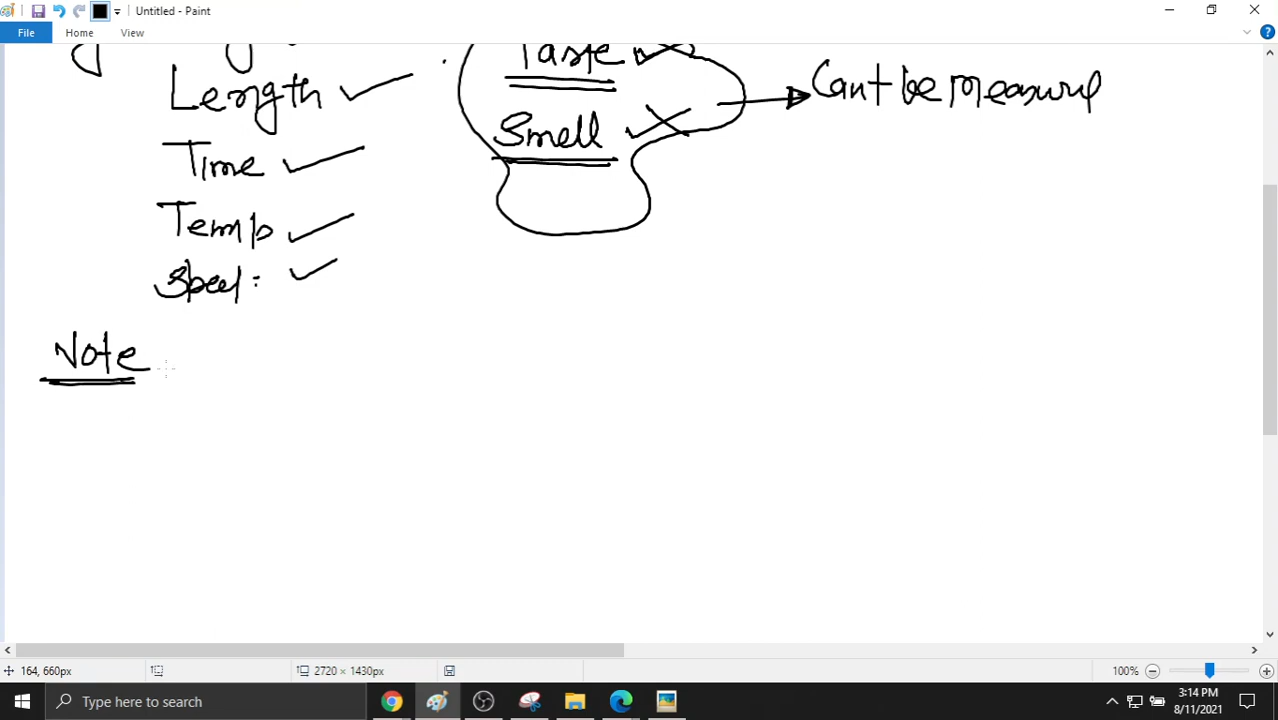 Untitled - Paint
File Home View
Taste
Length
Cant be measured
Smell
Time
Temp
Speed:
Note
164, 660px
2720 × 1430px
100%
Type here to search
3:14 PM
8/11/2021